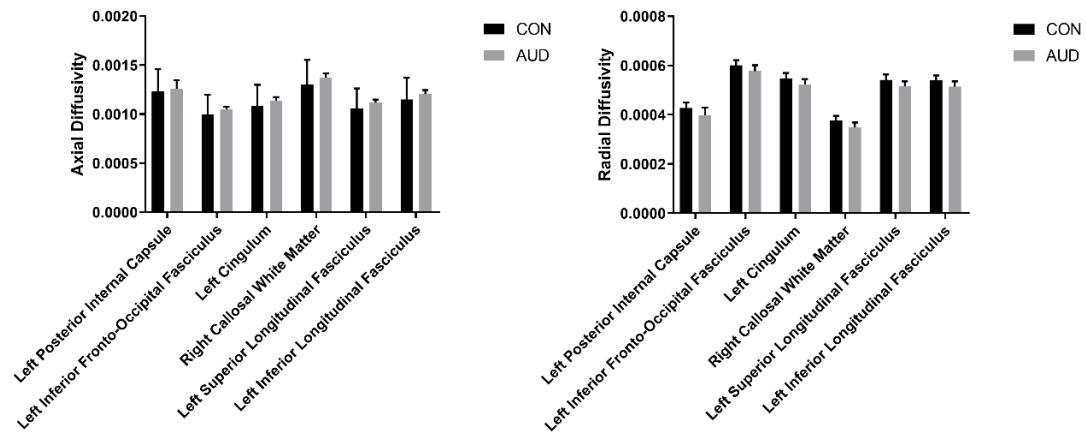 Axial Diffusivity
0.0020
0.0015
0.0010
0.0005
0.0000
Left Posterior Internal Capsule
Left Inferior Fronto-Occipital Fasciculus
Left Cingulum
Right Callosal White Matter
Left Superior Longitudinal Fasciculus
Left Inferior Longitudinal Fasciculus
CON
AUD
Radial Diffusivity
0.0008
0.0006
0.0004
0.0002
0.0000
Left Posterior Internal Capsule
Left Inferior Fronto-Occipital Fasciculus
Left Cingulum
Right Callosal White Matter
Left Superior Longitudinal Fasciculus
Left Inferior Longitudinal Fasciculus
CON
AUD